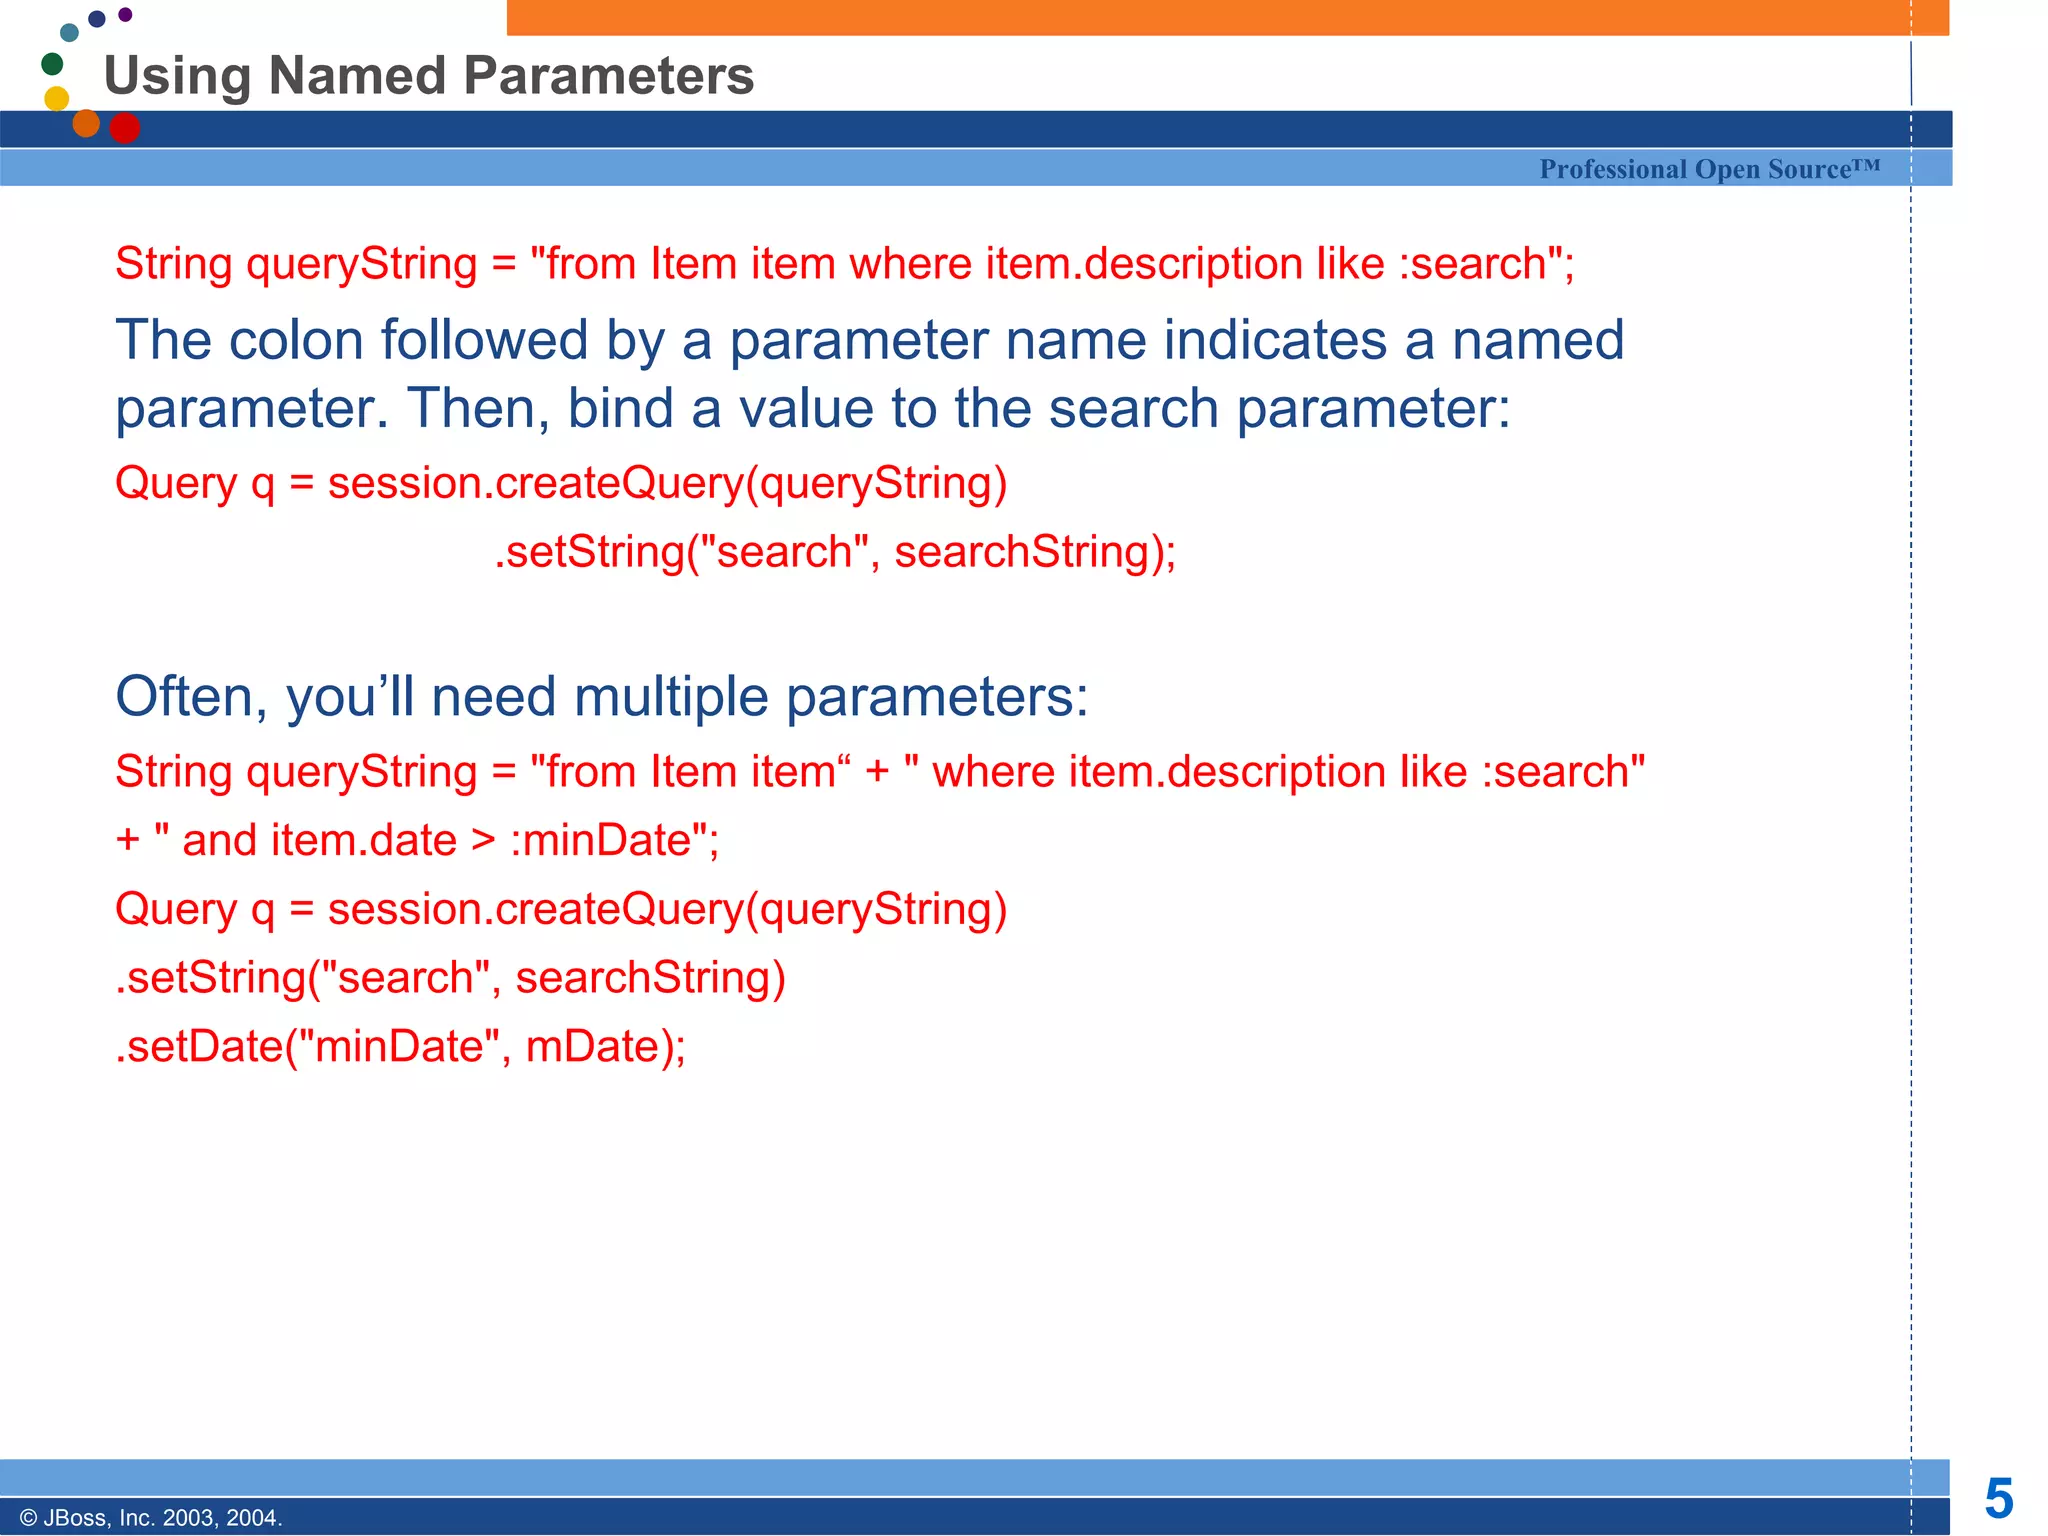 Using Named Parameters
Professional Open Source™
String queryString = "from Item item where item.description like :search";
The colon followed by a parameter name indicates a named
parameter. Then, bind a value to the search parameter:
Query q = session.createQuery(queryString)
.setString("search", searchString);
Often, you’ll need multiple parameters:
String queryString = "from Item item“ + " where item.description like :search"
+ " and item.date > :minDate";
Query q = session.createQuery(queryString)
.setString("search", searchString)
.setDate("minDate", mDate);
© JBoss, Inc. 2003, 2004.
5